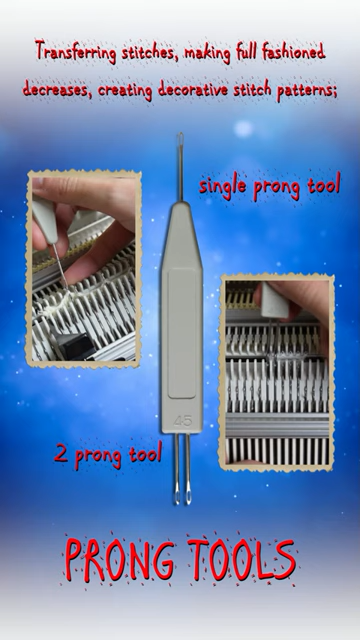 Transferring stitches, making full fashioned
decreases, creating decorative stitch patterns;
single prong tool
45
2 prong tool
PRONG TOOLS